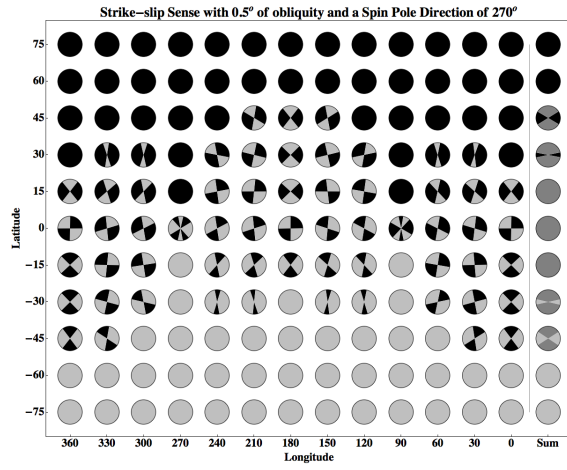 Strike−slip Sense with 0.5° of obliquity and a Spin Pole Direction of 270°
75
60
45
30
15
0
−15
−30
−45
−60
−75
Latitude
360 330 300 270 240 210 180 150 120 90 60 30 0 Sum
Longitude